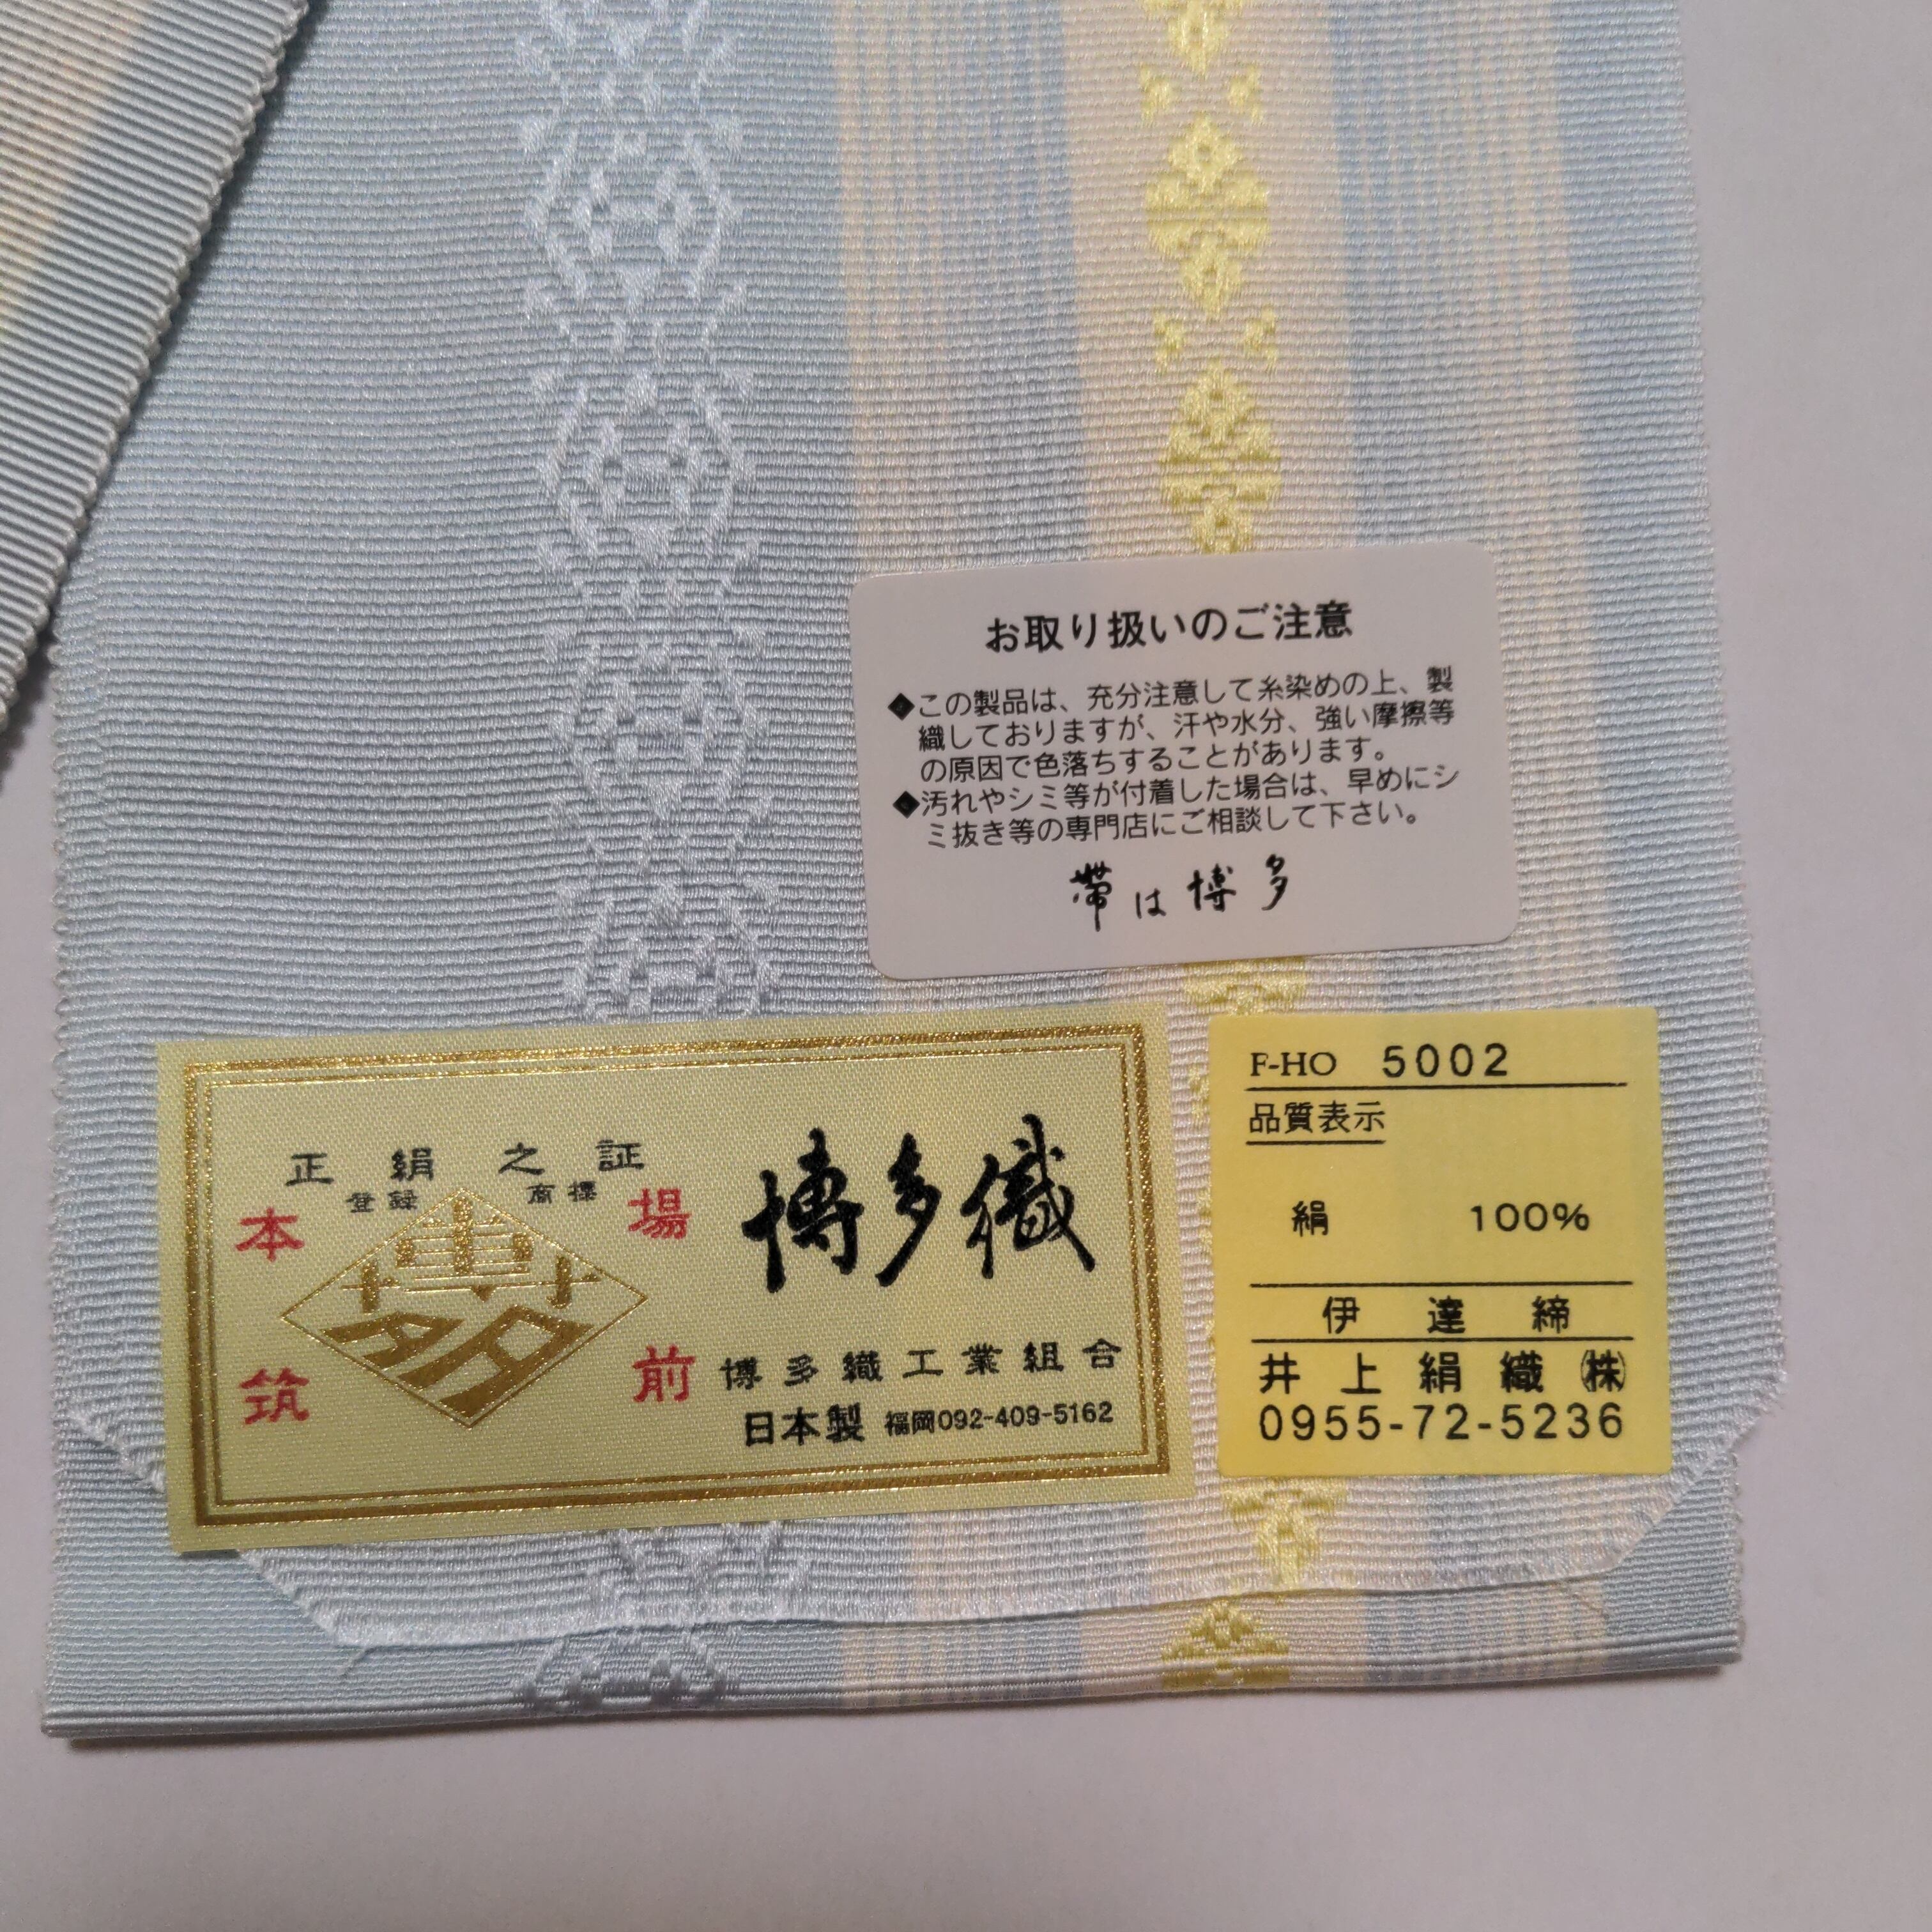 お取り扱いのご注意
◆この製品は、充分注意して糸染めの上、製
織しておりますが、汗や水分、強い摩擦等
の原因で色落ちすることがあります。
◆汚れやシミ等が付着した場合は、早めにシ
ミ抜き等の専門店にご相談して下さい。
帯は博多
正絹之証
登録 商標
本場
筑前
博多
博多織
博多織工業組合
日本製 福岡092-409-5162
F-HO 5002
品質表示
絹 100%
伊達締
井上絹織㈱
0955-72-5236